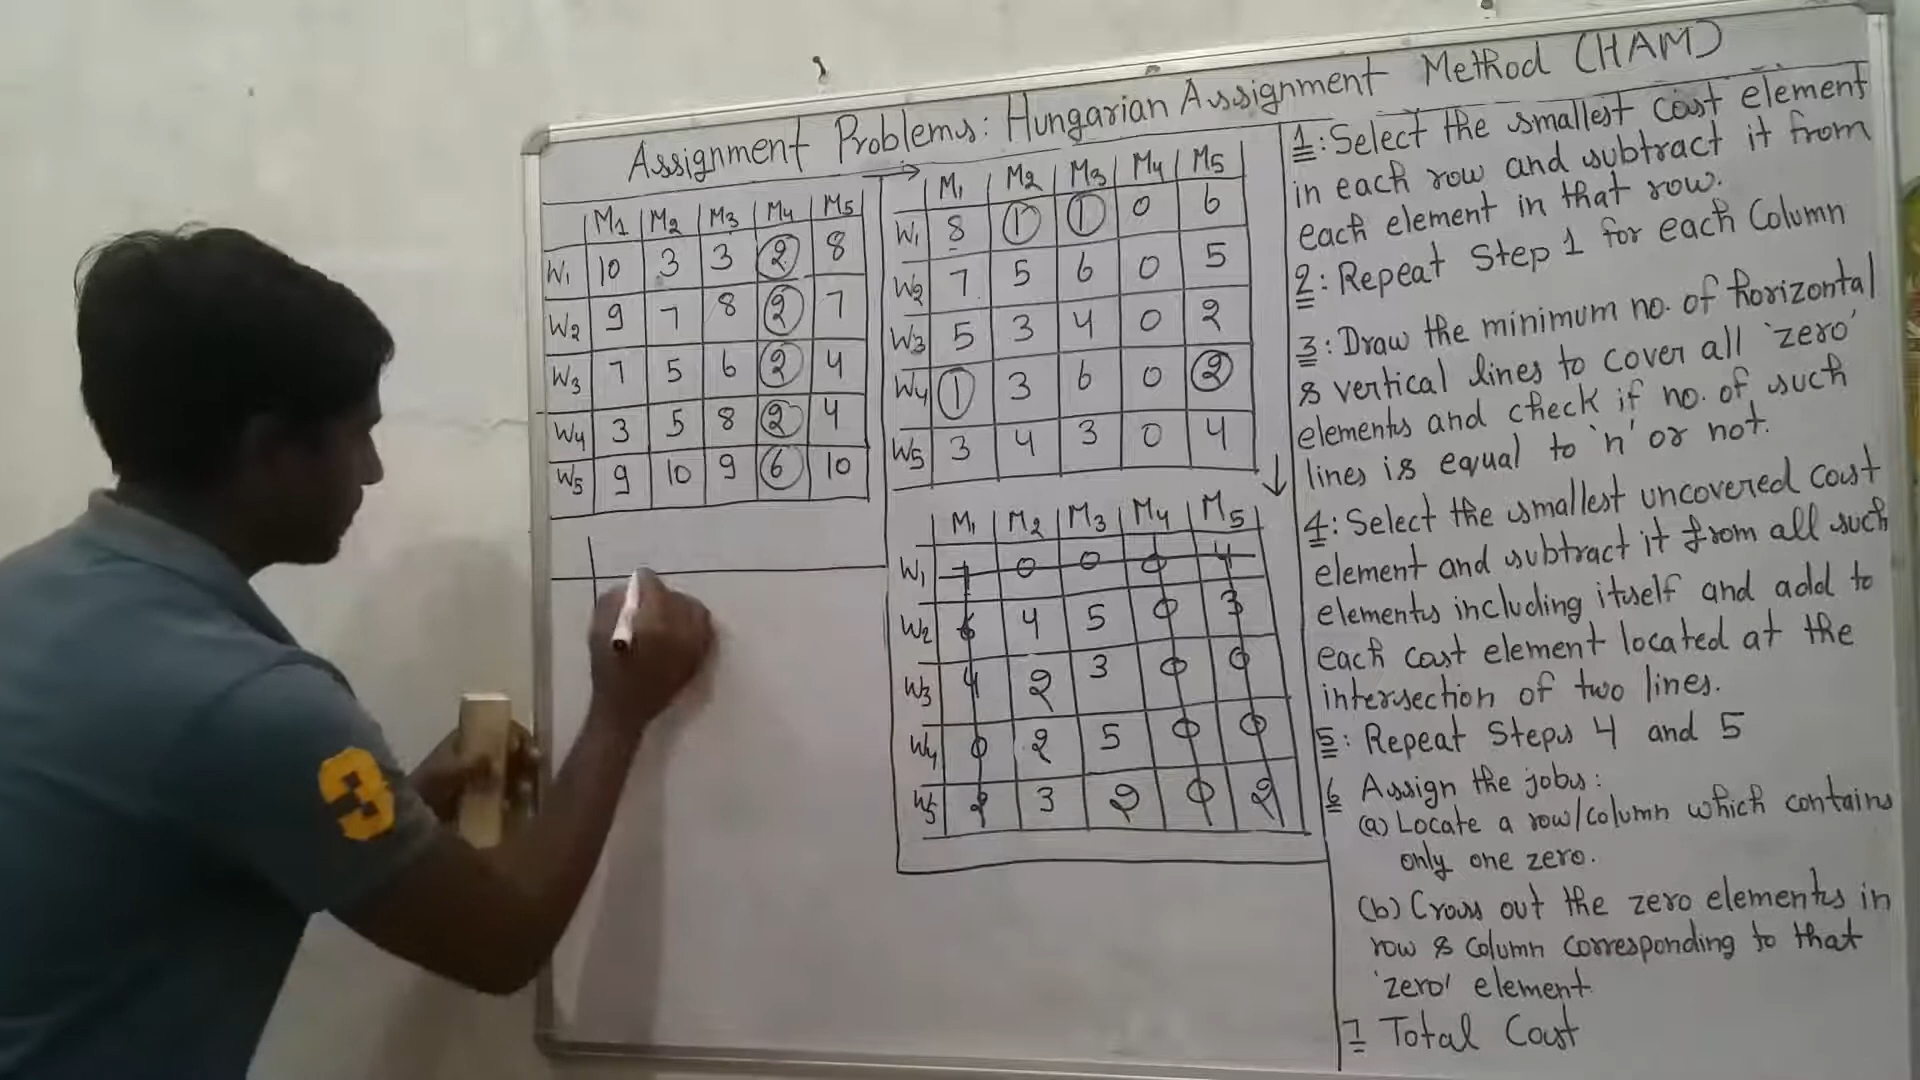 Assignment Problems: Hungarian Assignment Method (HAM)
M1 M2 M3 M4 M5
W1 10 3 3 2 8
W2 9 7 8 2 7
W3 7 5 6 2 4
W4 3 5 8 2 4
W5 9 10 9 6 10
M1 M2 M3 M4 M5
W1 8 1 1 0 6
W2 7 5 6 0 5
W3 5 3 4 0 2
W4 1 3 6 0 2
W5 3 4 3 0 4
M1 M2 M3 M4 M5
W1 7 0 0 0 4
W2 6 4 5 0 3
W3 4 2 3 0 0
W4 0 2 5 0 0
W5 2 3 2 0 2
1: Select the smallest cost element
in each row and subtract it from
each element in that row.
2: Repeat Step 1 for each Column
3: Draw the minimum no. of horizontal
& vertical lines to cover all 'zero'
elements and check if no. of such
lines is equal to 'n' or not.
4: Select the smallest uncovered cost
element and subtract it from all such
elements including itself and add to
each cost element located at the
intersection of two lines.
5: Repeat Steps 4 and 5
6 Assign the jobs:
(a) Locate a row/column which contains
only one zero.
(b) Cross out the zero elements in
row & column corresponding to that
'zero' element
7 Total Cost
3